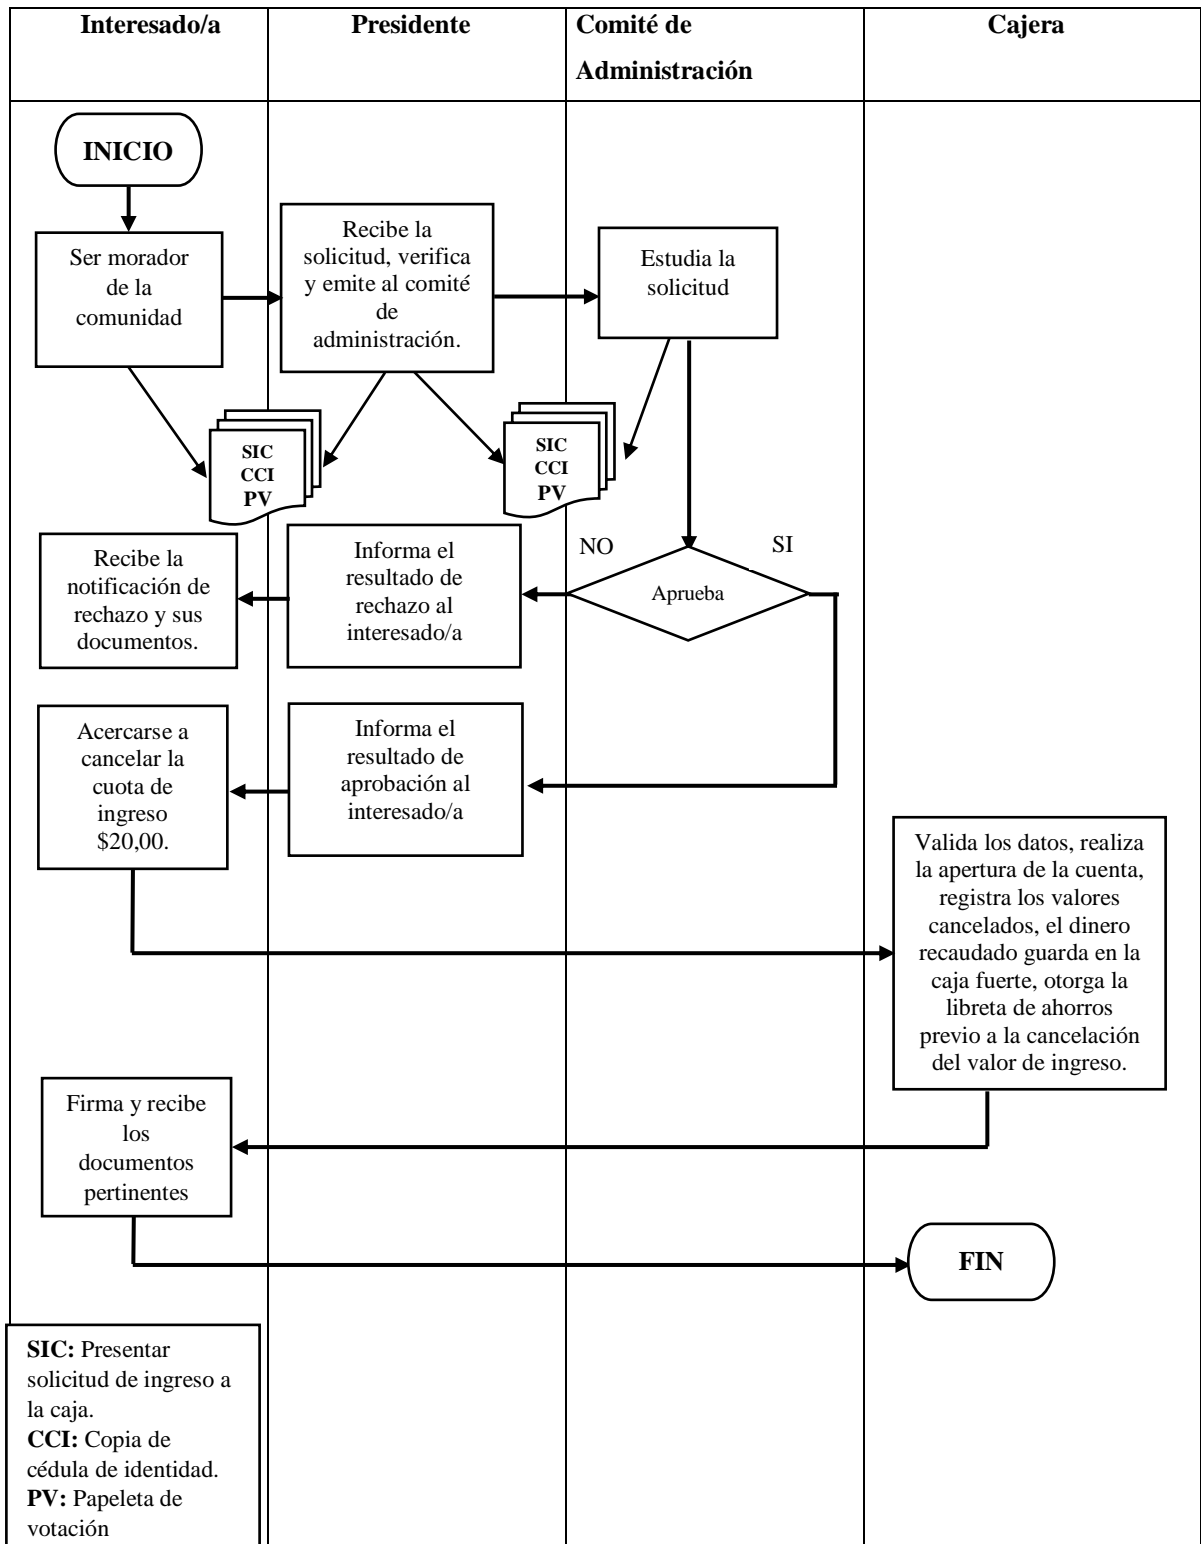 Interesado/a
Presidente
Comité de
Administración
Cajera
INICIO
Ser morador
de la
comunidad
Recibe la
solicitud, verifica
y emite al comité
de
administración.
Estudia la
solicitud
SIC
CCI
PV
SIC
CCI
PV
Recibe la
notificación de
rechazo y sus
documentos.
Informa el
resultado de
rechazo al
interesado/a
NO
SI
Aprueba
Acercarse a
cancelar la
cuota de
ingreso
$20,00.
Informa el
resultado de
aprobación al
interesado/a
Valida los datos, realiza
la apertura de la cuenta,
registra los valores
cancelados, el dinero
recaudado guarda en la
caja fuerte, otorga la
libreta de ahorros
previo a la cancelación
del valor de ingreso.
Firma y recibe
los
documentos
pertinentes
FIN
SIC: Presentar
solicitud de ingreso a
la caja.
CCI: Copia de
cédula de identidad.
PV: Papeleta de
votación